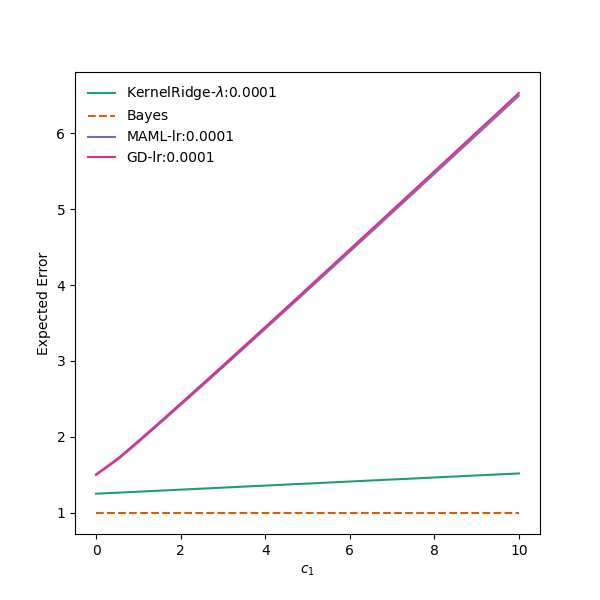 KernelRidge-λ:0.0001
Bayes
MAML-lr:0.0001
GD-lr:0.0001
Expected Error
6
5
4
3
2
1
0 2 4 6 8 10
c₁